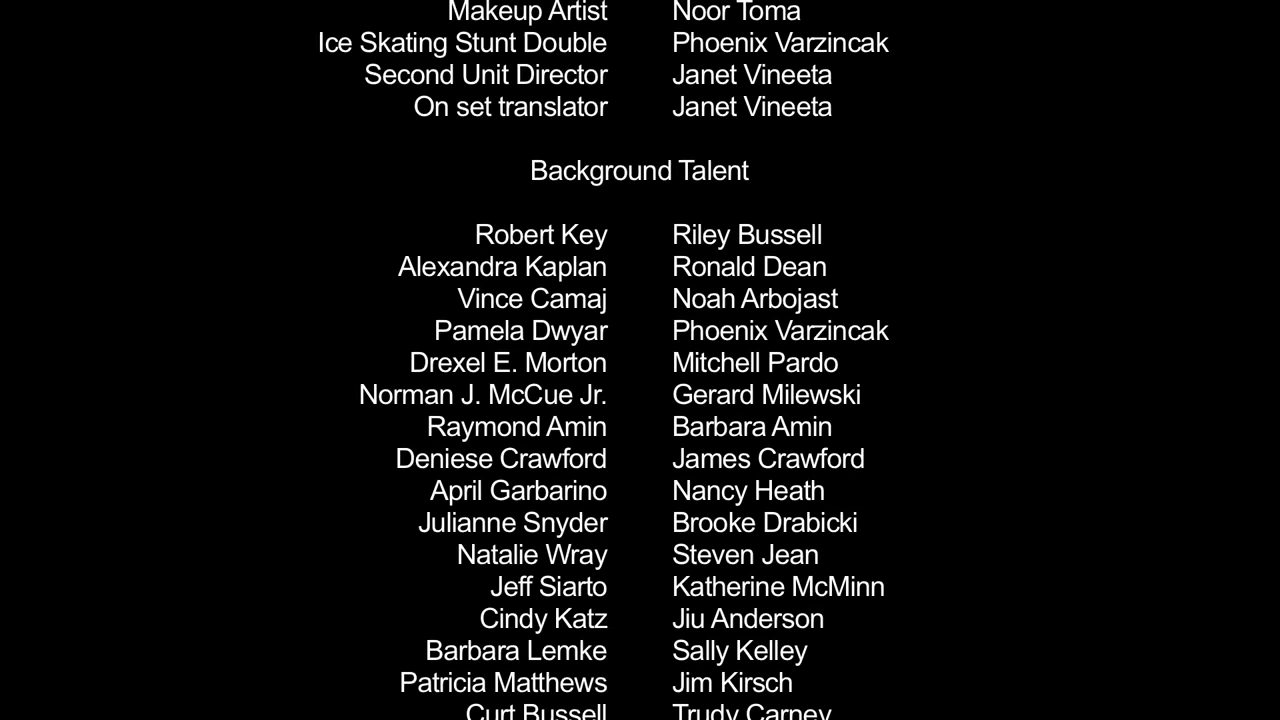 Makeup Artist Noor Toma
Ice Skating Stunt Double Phoenix Varzincak
Second Unit Director Janet Vineeta
On set translator Janet Vineeta
Background Talent
Robert Key Riley Bussell
Alexandra Kaplan Ronald Dean
Vince Camaj Noah Arbojast
Pamela Dwyar Phoenix Varzincak
Drexel E. Morton Mitchell Pardo
Norman J. McCue Jr. Gerard Milewski
Raymond Amin Barbara Amin
Deniese Crawford James Crawford
April Garbarino Nancy Heath
Julianne Snyder Brooke Drabicki
Natalie Wray Steven Jean
Jeff Siarto Katherine McMinn
Cindy Katz Jiu Anderson
Barbara Lemke Sally Kelley
Patricia Matthews Jim Kirsch
Curt Bussell Trudy Carney